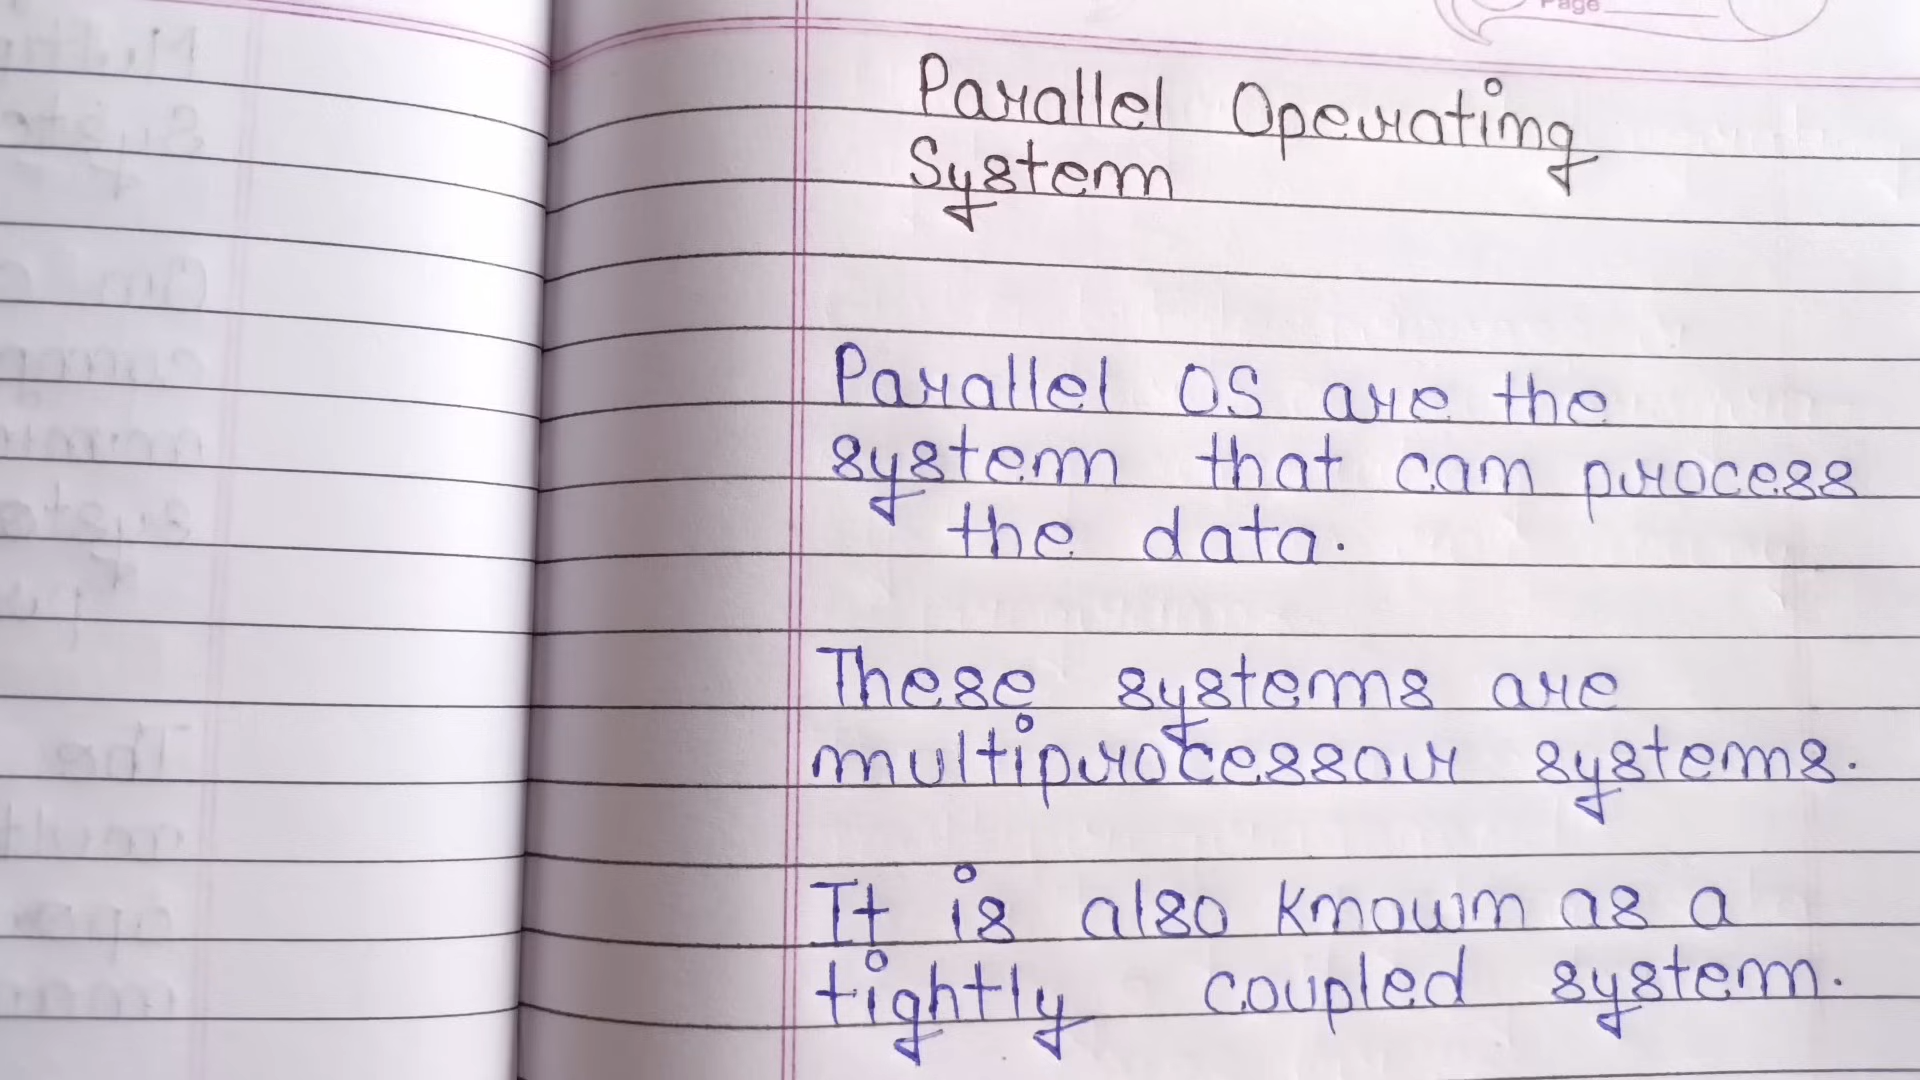 Page
Parallel Operating
System
Parallel OS are the
system that can process
the data.
These systems are
multiprocessor systems.
It is also known as a
tightly coupled system.